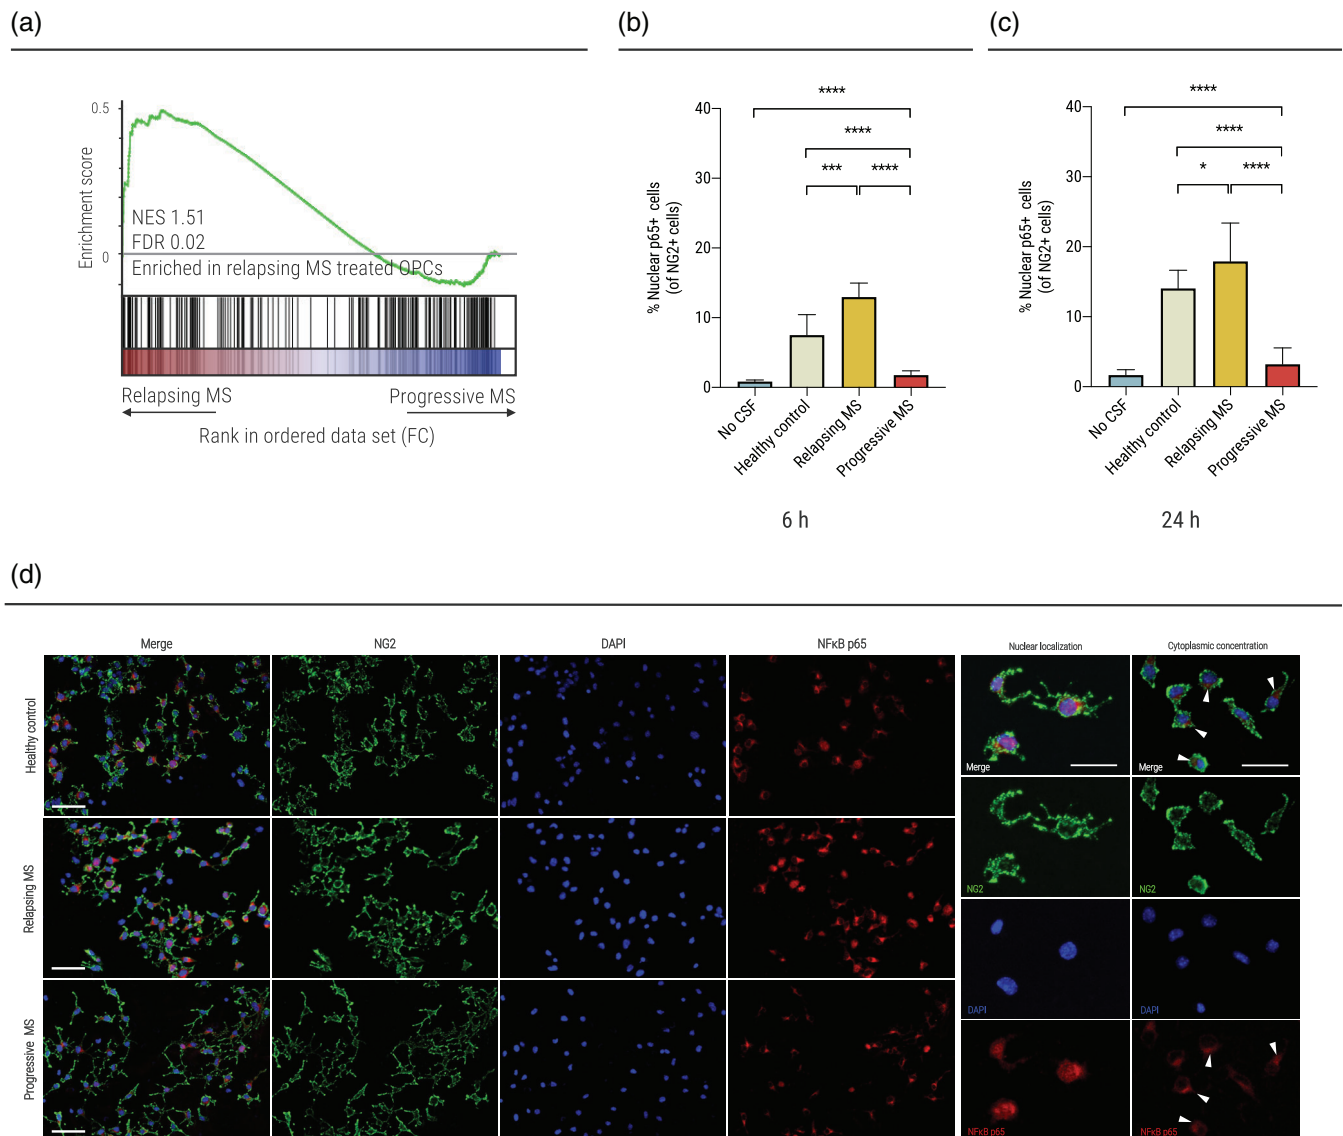 (a)
0.5
0
Enrichment score
NES 1.51
FDR 0.02
Enriched in relapsing MS treated OPCs
Relapsing MS
Progressive MS
Rank in ordered data set (FC)
(b)
% Nuclear p65+ cells
(of NG2+ cells)
40
30
20
10
0
****
****
***
****
No CSF
Healthy control
Relapsing MS
Progressive MS
6 h
(c)
% Nuclear p65+ cells
(of NG2+ cells)
40
30
20
10
0
****
****
*
****
No CSF
Healthy control
Relapsing MS
Progressive MS
24 h
(d)
Merge
NG2
DAPI
NFκB p65
Nuclear localization
Cytoplasmic concentration
Healthy control
Relapsing MS
Progressive MS
Merge
Merge
NG2
NG2
DAPI
DAPI
NFκB p65
NFκB p65